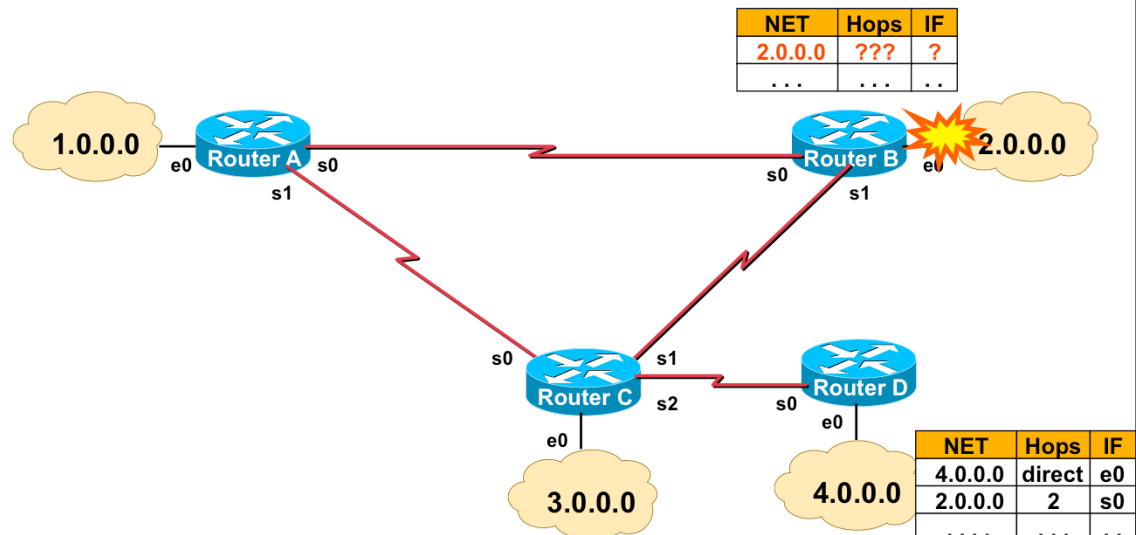 NET Hops IF
2.0.0.0 ??? ?
. . . . . . . .
1.0.0.0
e0
Router A
s0
s1
Router B
s0
e0
s1
2.0.0.0
s0
Router C
s1
s2
e0
3.0.0.0
Router D
s0
e0
4.0.0.0
NET Hops IF
4.0.0.0 direct e0
2.0.0.0 2 s0
. . . . . . . . .